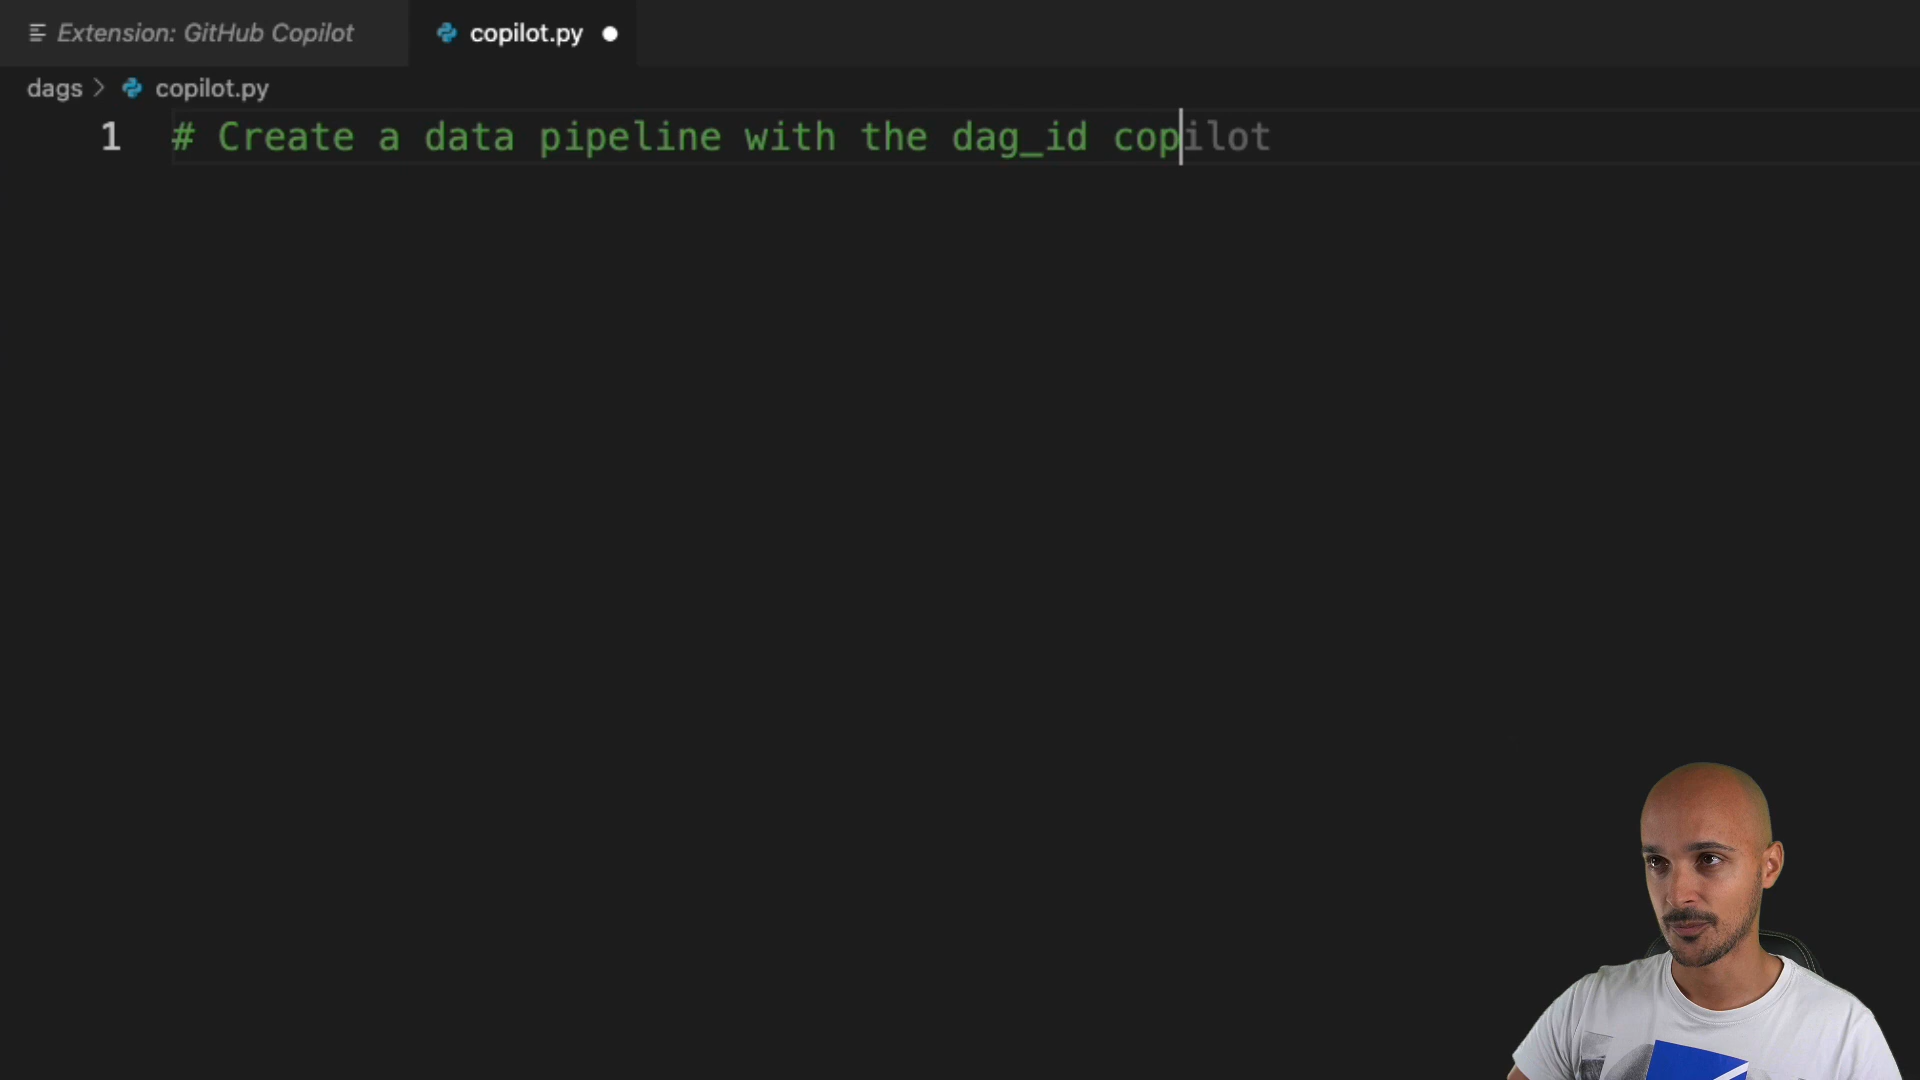 Extension: GitHub Copilot
copilot.py
dags > copilot.py
1 # Create a data pipeline with the dag_id copilot